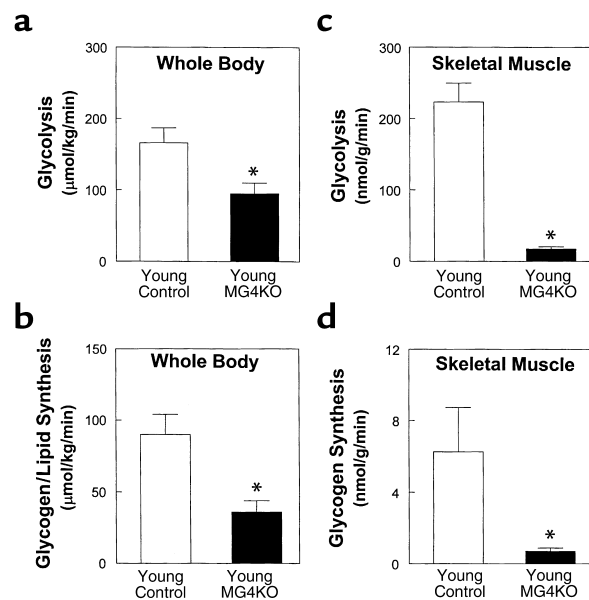 a
Whole Body
Glycolysis
(μmol/kg/min)
300
200
100
0
*
Young
Control
Young
MG4KO
c
Skeletal Muscle
Glycolysis
(nmol/g/min)
300
200
100
0
*
Young
Control
Young
MG4KO
b
Whole Body
Glycogen/Lipid Synthesis
(μmol/kg/min)
150
100
50
0
*
Young
Control
Young
MG4KO
d
Skeletal Muscle
Glycogen Synthesis
(nmol/g/min)
12
8
4
0
*
Young
Control
Young
MG4KO